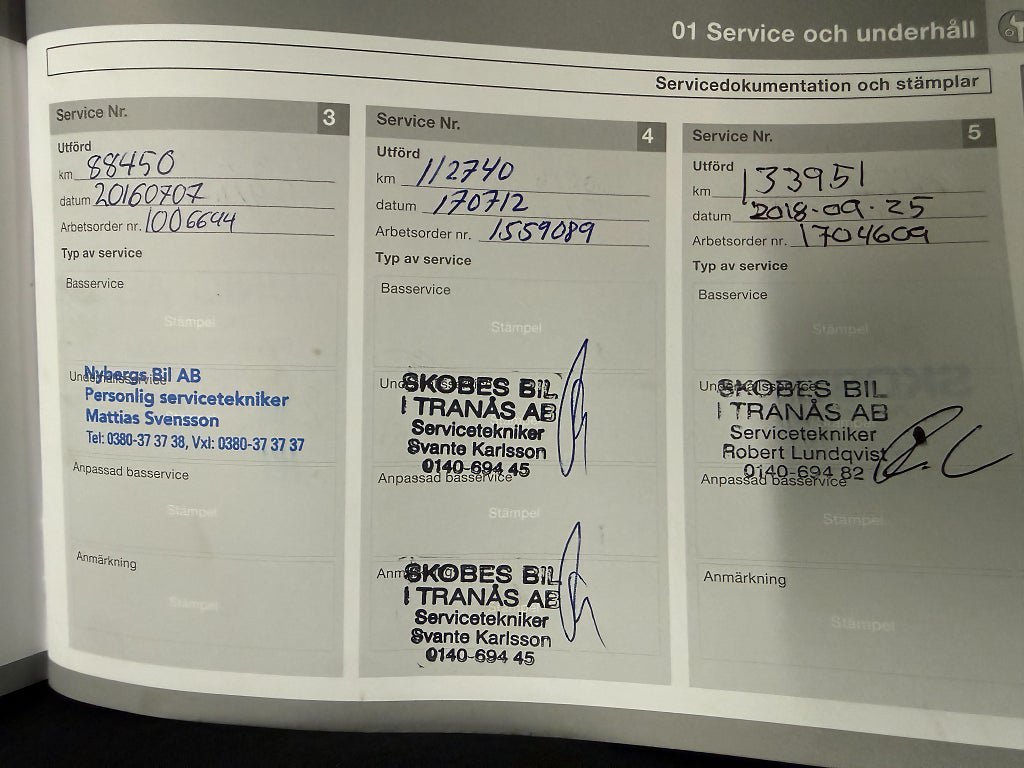 01 Service och underhåll
Servicedokumentation och stämplar
Service Nr. 3
Utförd
km 88450
datum 20160707
Arbetsorder nr. 1006644
Typ av service
Basservice
Stämpel
Underhållsservice
Nybergs Bil AB
Personlig servicetekniker
Mattias Svensson
Tel: 0380-37 37 38, Vxl: 0380-37 37 37
Anpassad basservice
Stämpel
Anmärkning
Stämpel
Service Nr. 4
Utförd
km 112740
datum 170712
Arbetsorder nr. 1559089
Typ av service
Basservice
Stämpel
SKOBES BIL
I TRANÅS AB
Servicetekniker
Svante Karlsson
0140-694 45
Anpassad basservice
Stämpel
SKOBES BIL
I TRANÅS AB
Servicetekniker
Svante Karlsson
0140-694 45
Service Nr. 5
Utförd
km 133951
datum 2018-09-25
Arbetsorder nr. 1704609
Typ av service
Basservice
Stämpel
Underhållsservice
SKOBES BIL
I TRANÅS AB
Servicetekniker
Robert Lundqvist
0140-694 82
Anpassad basservice
Stämpel
Anmärkning
Stämpel